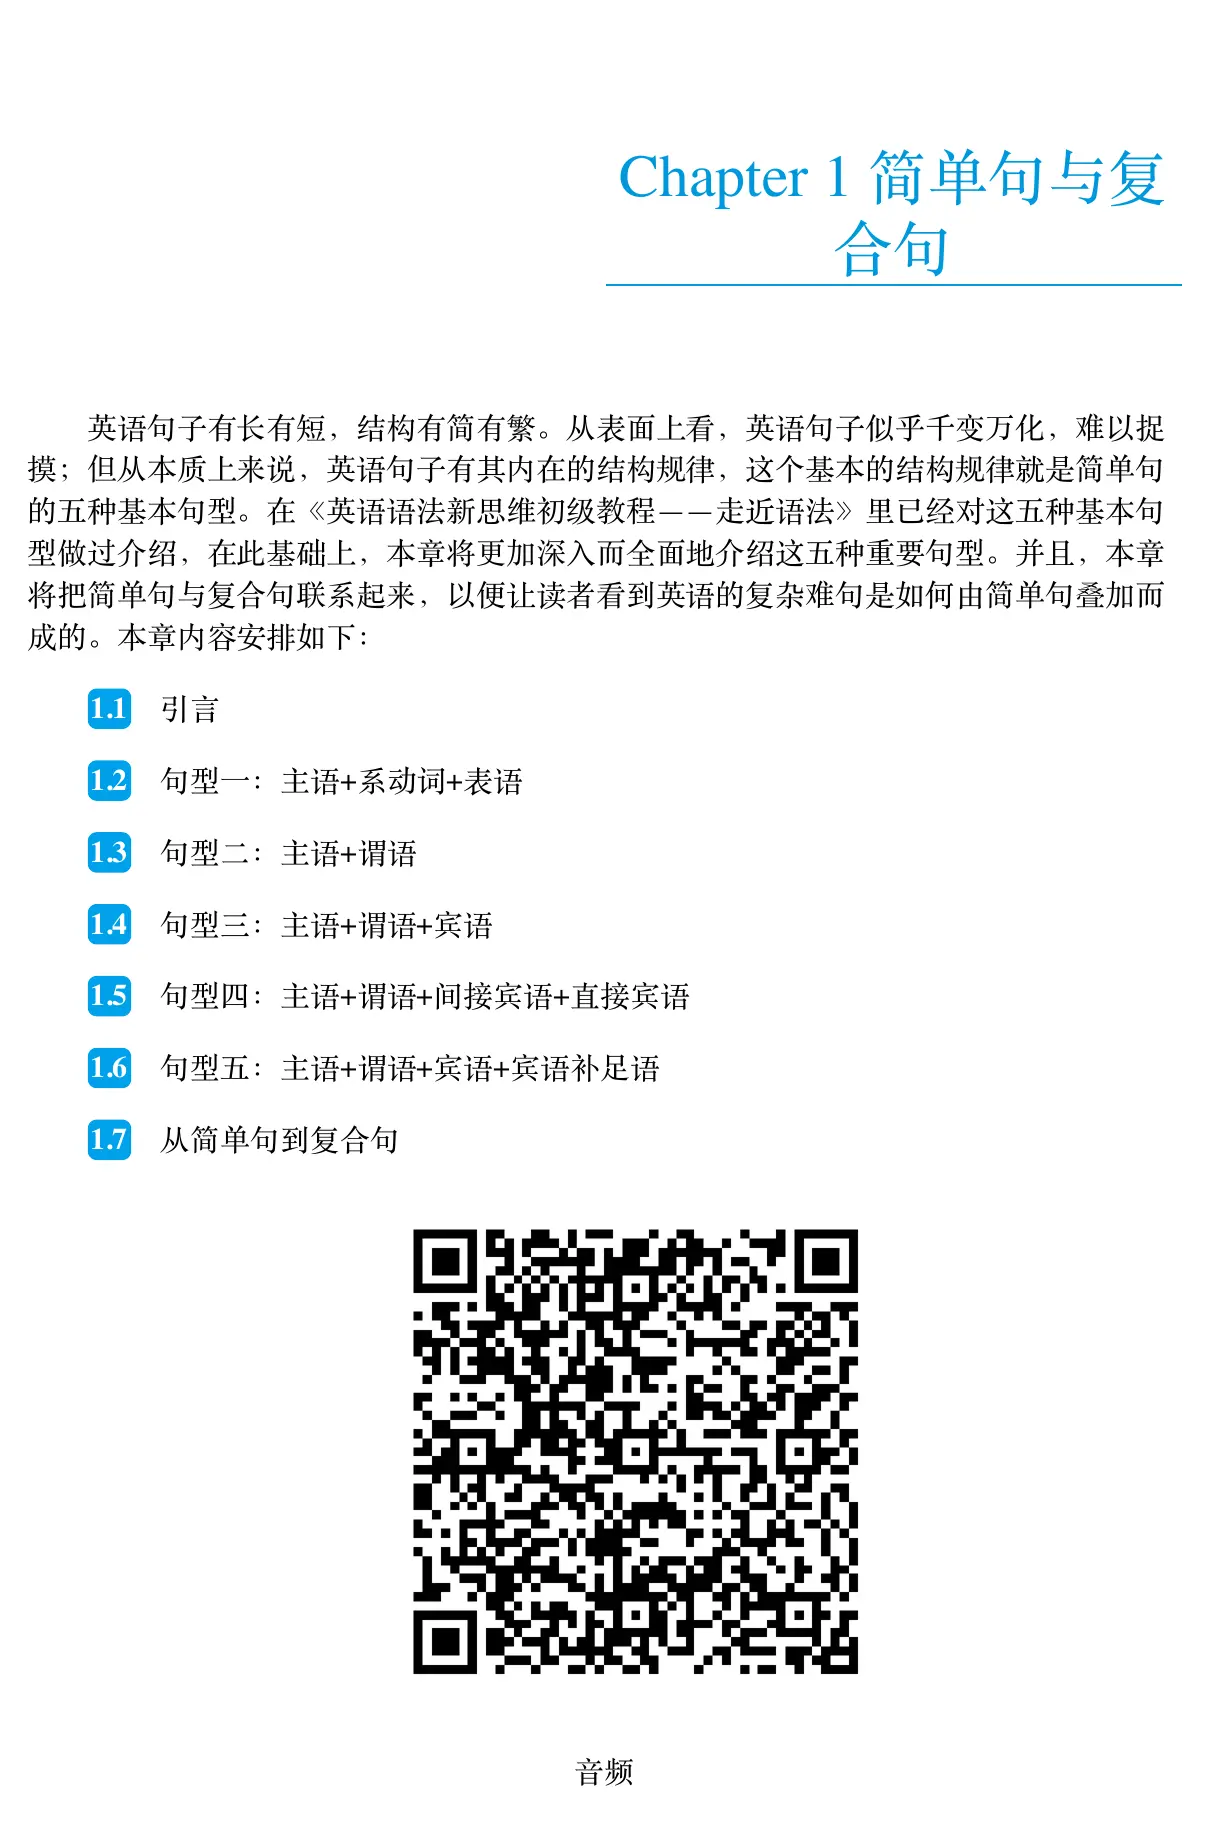 Chapter 1 简单句与复
合句
英语句子有长有短，结构有简有繁。从表面上看，英语句子似乎千变万化，难以捉
摸；但从本质上来说，英语句子有其内在的结构规律，这个基本的结构规律就是简单句
的五种基本句型。在《英语语法新思维初级教程——走近语法》里已经对这五种基本句
型做过介绍，在此基础上，本章将更加深入而全面地介绍这五种重要句型。并且，本章
将把简单句与复合句联系起来，以便让读者看到英语的复杂难句是如何由简单句叠加而
成的。本章内容安排如下：
1.1 引言
1.2 句型一：主语+系动词+表语
1.3 句型二：主语+谓语
1.4 句型三：主语+谓语+宾语
1.5 句型四：主语+谓语+间接宾语+直接宾语
1.6 句型五：主语+谓语+宾语+宾语补足语
1.7 从简单句到复合句
音频